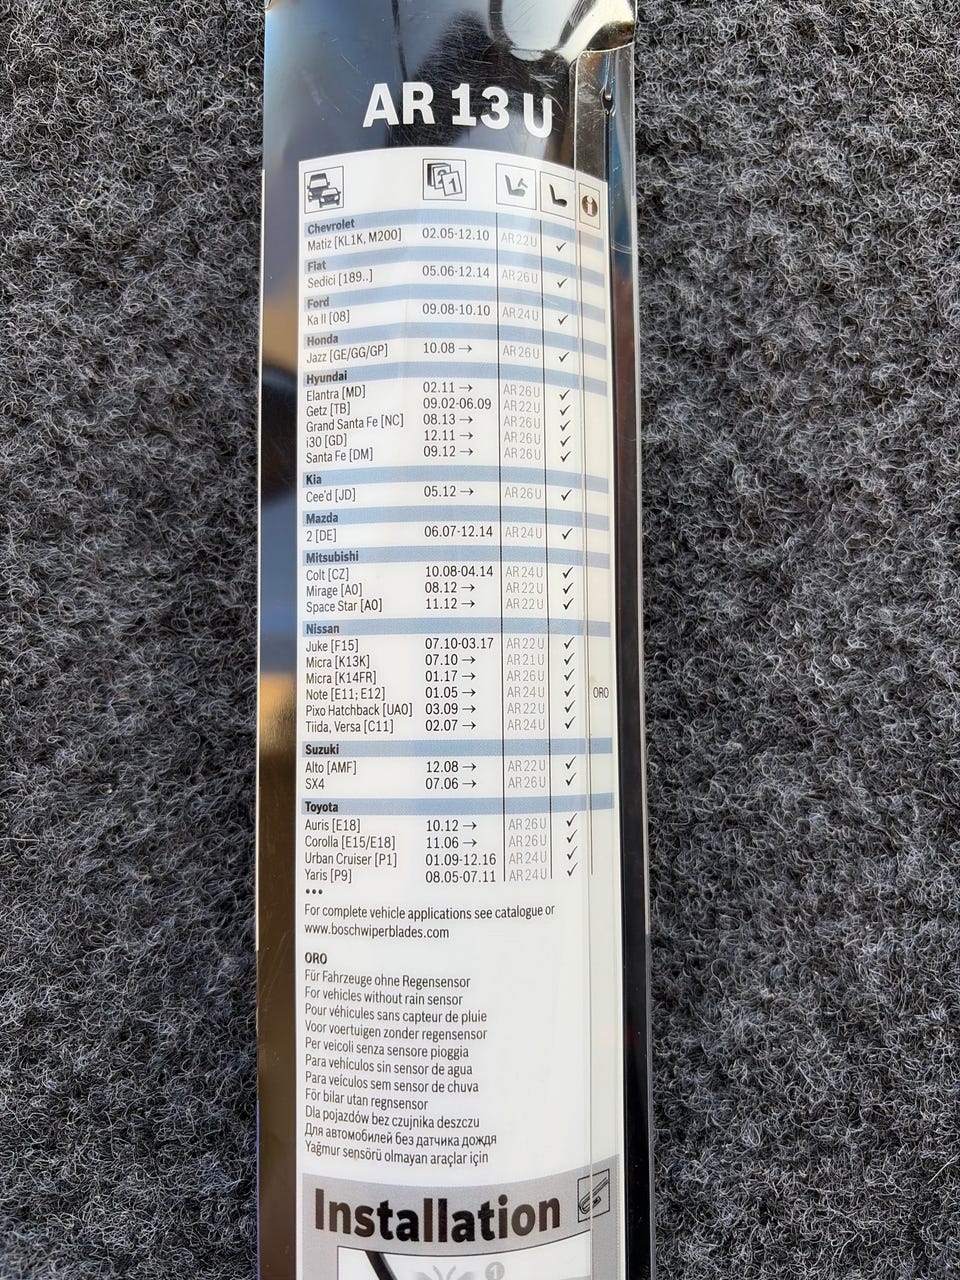 AR 13 U
Chevrolet
Matiz [KL1K, M200] 02.05-12.10 AR22U ✓
Fiat
Sedici [189..] 05.06-12.14 AR26U ✓
Ford
Ka II [08] 09.08-10.10 AR24U ✓
Honda
Jazz [GE/GG/GP] 10.08 → AR26U ✓
Hyundai
Elantra [MD] 02.11 → AR26U ✓
Getz [TB] 09.02-06.09 AR22U ✓
Grand Santa Fe [NC] 08.13 → AR26U ✓
i30 [GD] 12.11 → AR26U ✓
Santa Fe [DM] 09.12 → AR26U ✓
Kia
Cee'd [JD] 05.12 → AR26U ✓
Mazda
2 [DE] 06.07-12.14 AR24U ✓
Mitsubishi
Colt [CZ] 10.08-04.14 AR24U ✓
Mirage [A0] 08.12 → AR22U ✓
Space Star [A0] 11.12 → AR22U ✓
Nissan
Juke [F15] 07.10-03.17 AR22U ✓
Micra [K13K] 07.10 → AR21U ✓
Micra [K14FR] 01.17 → AR26U ✓
Note [E11; E12] 01.05 → AR24U ✓ ORO
Pixo Hatchback [UA0] 03.09 → AR22U ✓
Tiida, Versa [C11] 02.07 → AR24U ✓
Suzuki
Alto [AMF] 12.08 → AR22U ✓
SX4 07.06 → AR26U ✓
Toyota
Auris [E18] 10.12 → AR26U ✓
Corolla [E15/E18] 11.06 → AR26U ✓
Urban Cruiser [P1] 01.09-12.16 AR24U ✓
Yaris [P9] 08.05-07.11 AR24U ✓
•••
For complete vehicle applications see catalogue or
www.boschwiperblades.com
ORO
Für Fahrzeuge ohne Regensensor
For vehicles without rain sensor
Pour véhicules sans capteur de pluie
Voor voertuigen zonder regensensor
Per veicoli senza sensore pioggia
Para vehículos sin sensor de agua
Para veículos sem sensor de chuva
För bilar utan regnsensor
Dla pojazdów bez czujnika deszczu
Для автомобилей без датчика дождя
Yağmur sensörü olmayan araçlar için
Installation
1